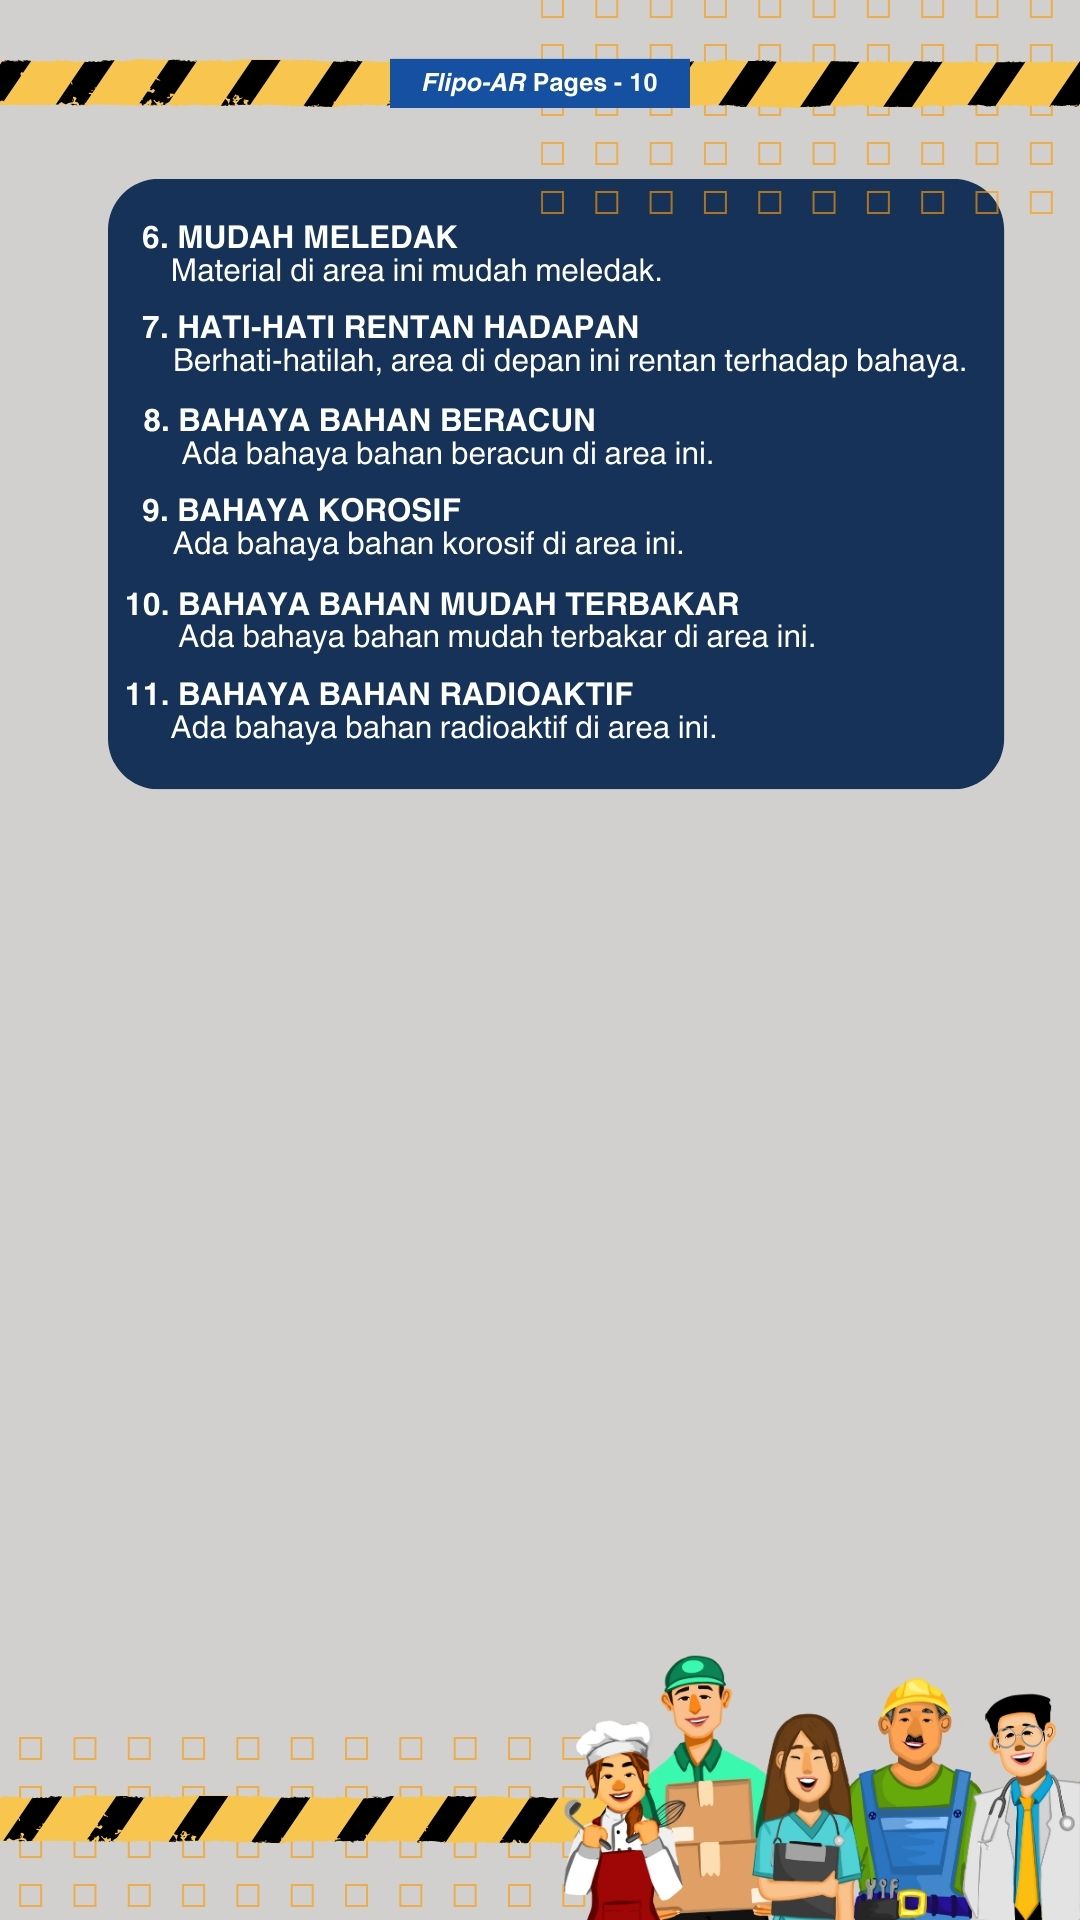 Flipo-AR Pages - 10
6. MUDAH MELEDAK
Material di area ini mudah meledak.
7. HATI-HATI RENTAN HADAPAN
Berhati-hatilah, area di depan ini rentan terhadap bahaya.
8. BAHAYA BAHAN BERACUN
Ada bahaya bahan beracun di area ini.
9. BAHAYA KOROSIF
Ada bahaya bahan korosif di area ini.
10. BAHAYA BAHAN MUDAH TERBAKAR
Ada bahaya bahan mudah terbakar di area ini.
11. BAHAYA BAHAN RADIOAKTIF
Ada bahaya bahan radioaktif di area ini.